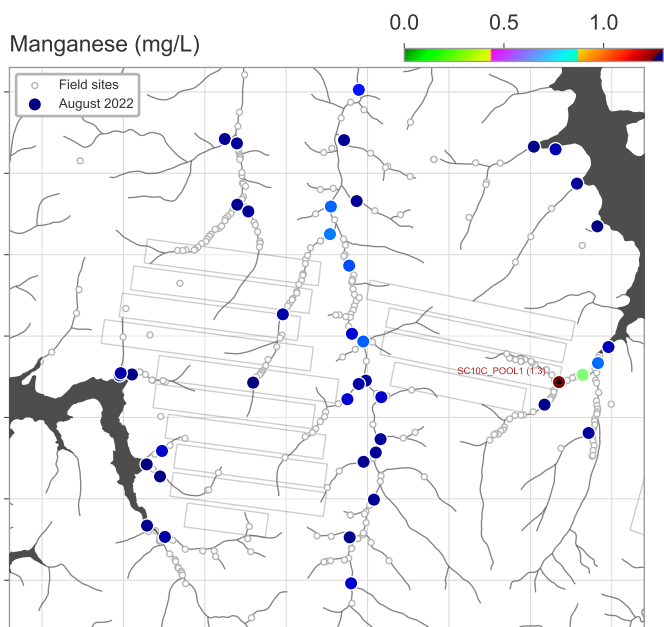 0.0 0.5 1.0
Manganese (mg/L)
Field sites
August 2022
SC10C_POOL1 (1.3)